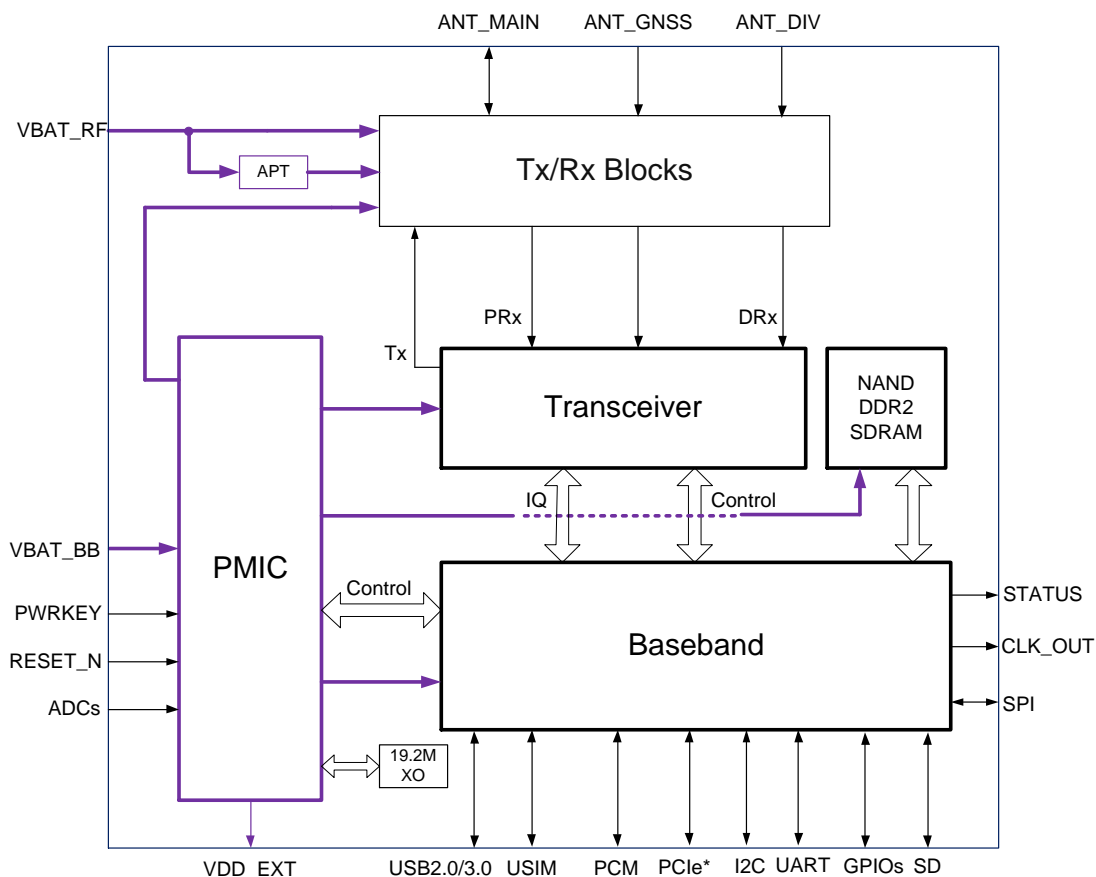 ANT_MAIN ANT_GNSS ANT_DIV
VBAT_RF
APT
Tx/Rx Blocks
PRx
DRx
Tx
Transceiver
NAND
DDR2
SDRAM
IQ
Control
VBAT_BB
PMIC
Control
PWRKEY
STATUS
Baseband
RESET_N
CLK_OUT
ADCs
SPI
19.2M
XO
VDD_EXT
USB2.0/3.0 USIM PCM PCIe* I2C UART GPIOs SD